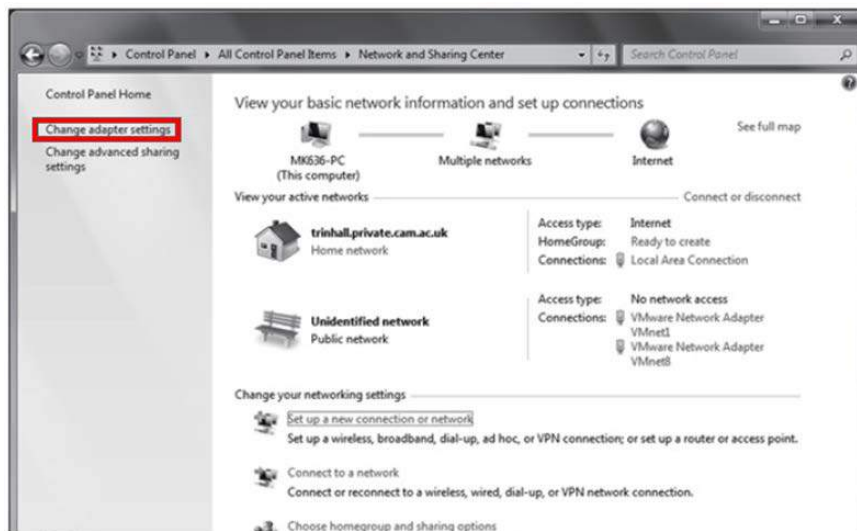 Control Panel ▸ All Control Panel Items ▸ Network and Sharing Center
Search Control Panel
Control Panel Home
Change adapter settings
Change advanced sharing
settings
View your basic network information and set up connections
See full map
MK636-PC
(This computer)
Multiple networks
Internet
View your active networks
Connect or disconnect
trinhall.private.cam.ac.uk
Home network
Access type: Internet
HomeGroup: Ready to create
Connections: Local Area Connection
Unidentified network
Public network
Access type: No network access
Connections: VMware Network Adapter
VMnet1
VMware Network Adapter
VMnet8
Change your networking settings
Set up a new connection or network
Set up a wireless, broadband, dial-up, ad hoc, or VPN connection; or set up a router or access point.
Connect to a network
Connect or reconnect to a wireless, wired, dial-up, or VPN network connection.
Choose homegroup and sharing options